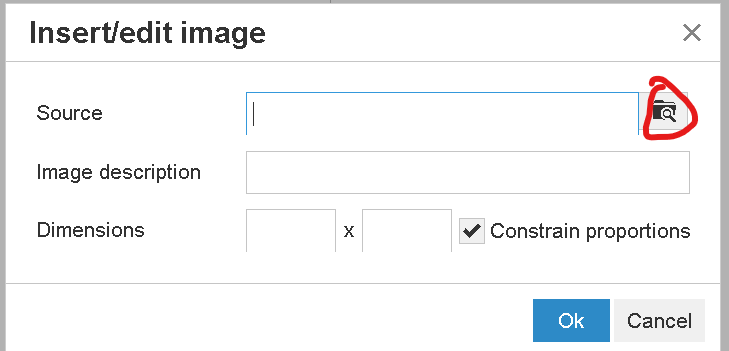 Insert/edit image
Source
Image description
Dimensions x Constrain proportions
Ok Cancel